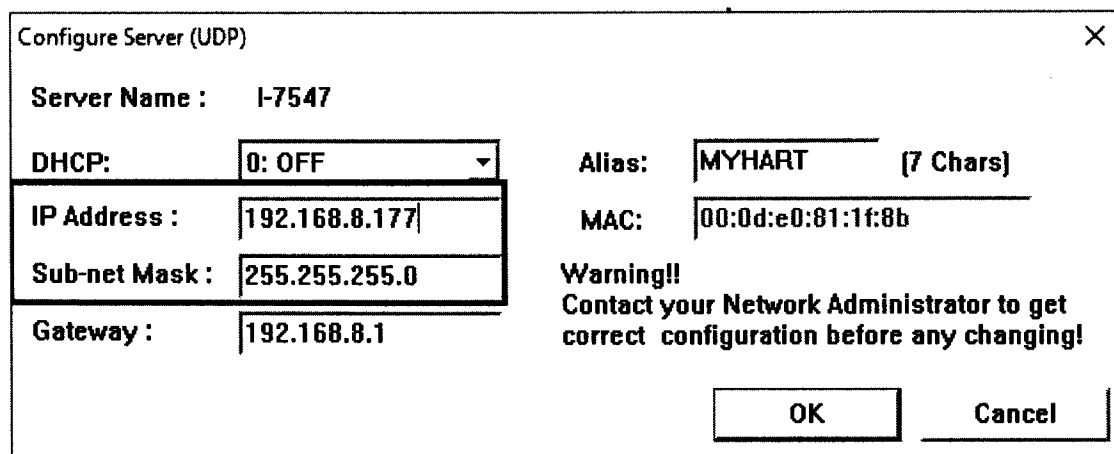 Configure Server (UDP)
Server Name : I-7547
DHCP: 0: OFF Alias: MYHART (7 Chars)
IP Address : 192.168.8.177 MAC: 00:0d:e0:81:1f:8b
Sub-net Mask : 255.255.255.0 Warning!!
Contact your Network Administrator to get
Gateway : 192.168.8.1 correct configuration before any changing!
OK Cancel